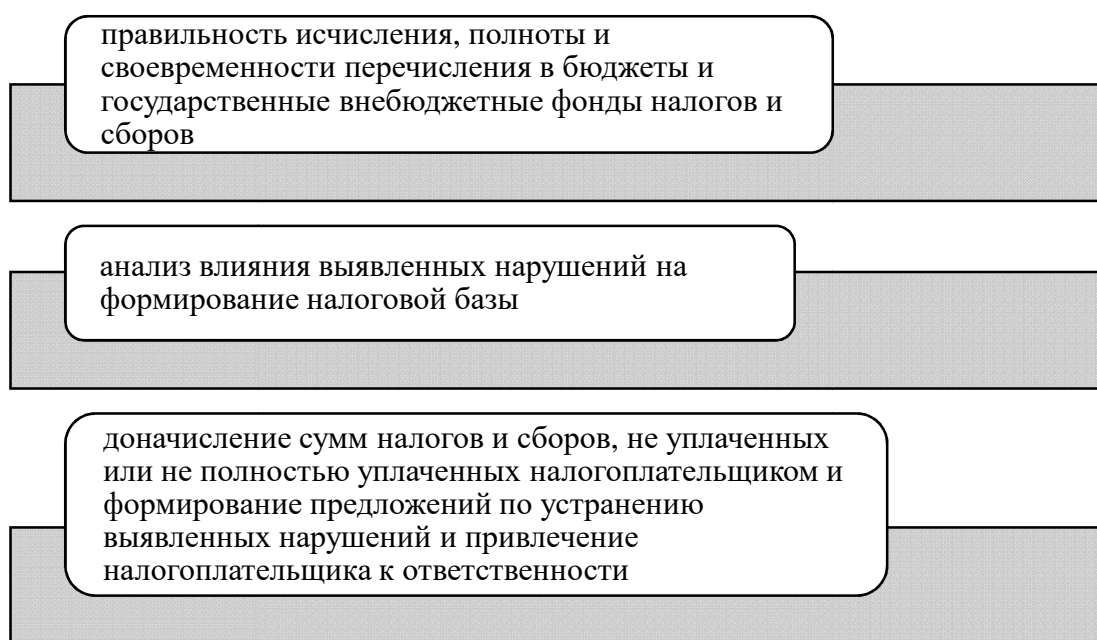 правильность исчисления, полноты и
своевременности перечисления в бюджеты и
государственные внебюджетные фонды налогов и
сборов
анализ влияния выявленных нарушений на
формирование налоговой базы
доначисление сумм налогов и сборов, не уплаченных
или не полностью уплаченных налогоплательщиком и
формирование предложений по устранению
выявленных нарушений и привлечение
налогоплательщика к ответственности